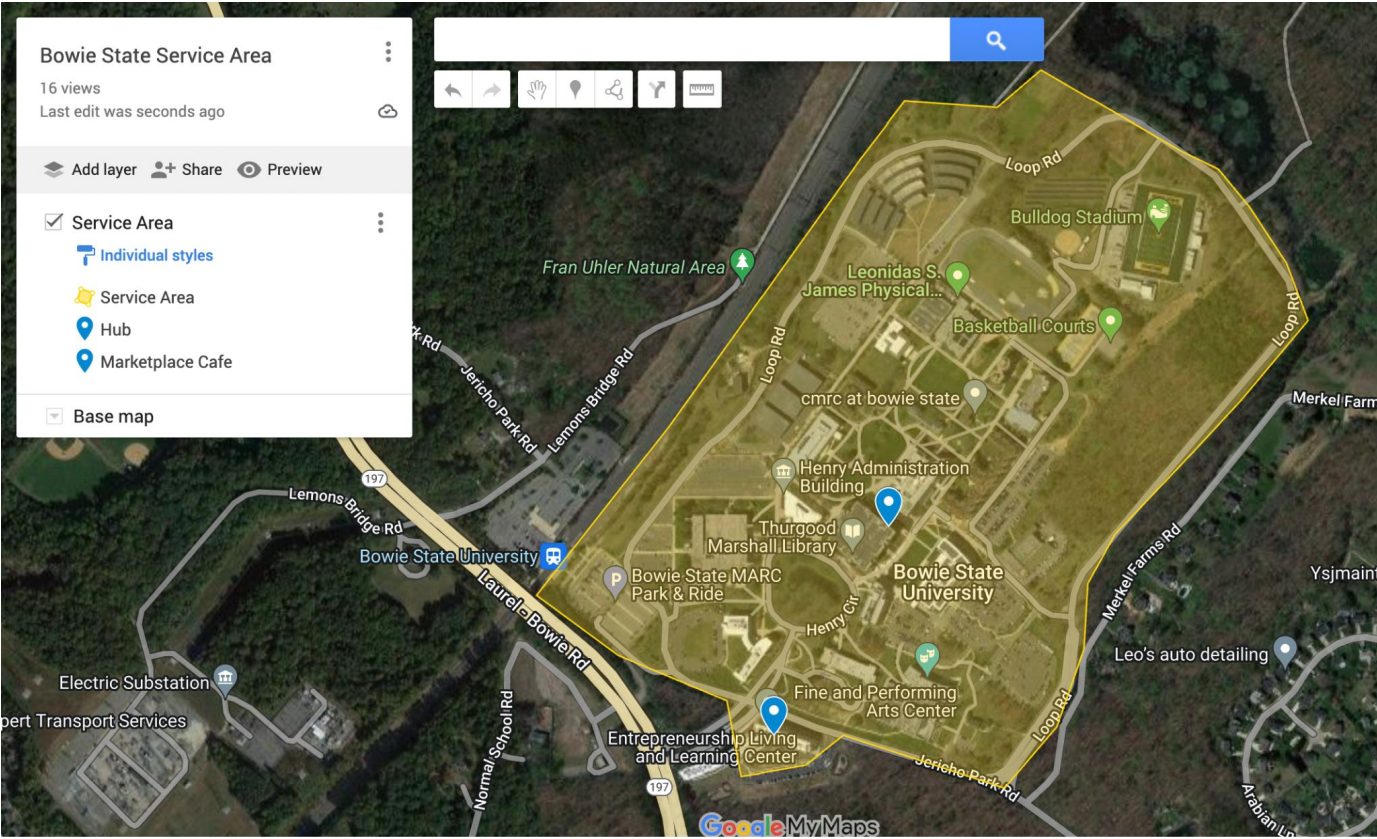 Bowie State Service Area
16 views
Last edit was seconds ago
Add layer
Share
Preview
Service Area
Individual styles
Service Area
Hub
Marketplace Cafe
Base map
Loop Rd
Bulldog Stadium
Fran Uhler Natural Area
Leonidas S.
James Physical...
Basketball Courts
Loop Rd
Loop Rd
k Rd
Jericho Park Rd
Lemons Bridge Rd
cmrc at bowie state
Merkel Farm
197
Henry Administration
Building
Lemons Bridge Rd
Thurgood
Marshall Library
Bowie State University
Bowie State MARC
Park & Ride
Bowie State
University
Merkel Farms Rd
Ysjmaint
Laurel - Bowie Rd
Henry Cir
Leo's auto detailing
Electric Substation
Fine and Performing
Arts Center
pert Transport Services
Normal School Rd
Entrepreneurship Living
and Learning Center
Loop Rd
Jericho Park Rd
197
Arabian Ln
Google My Maps
P